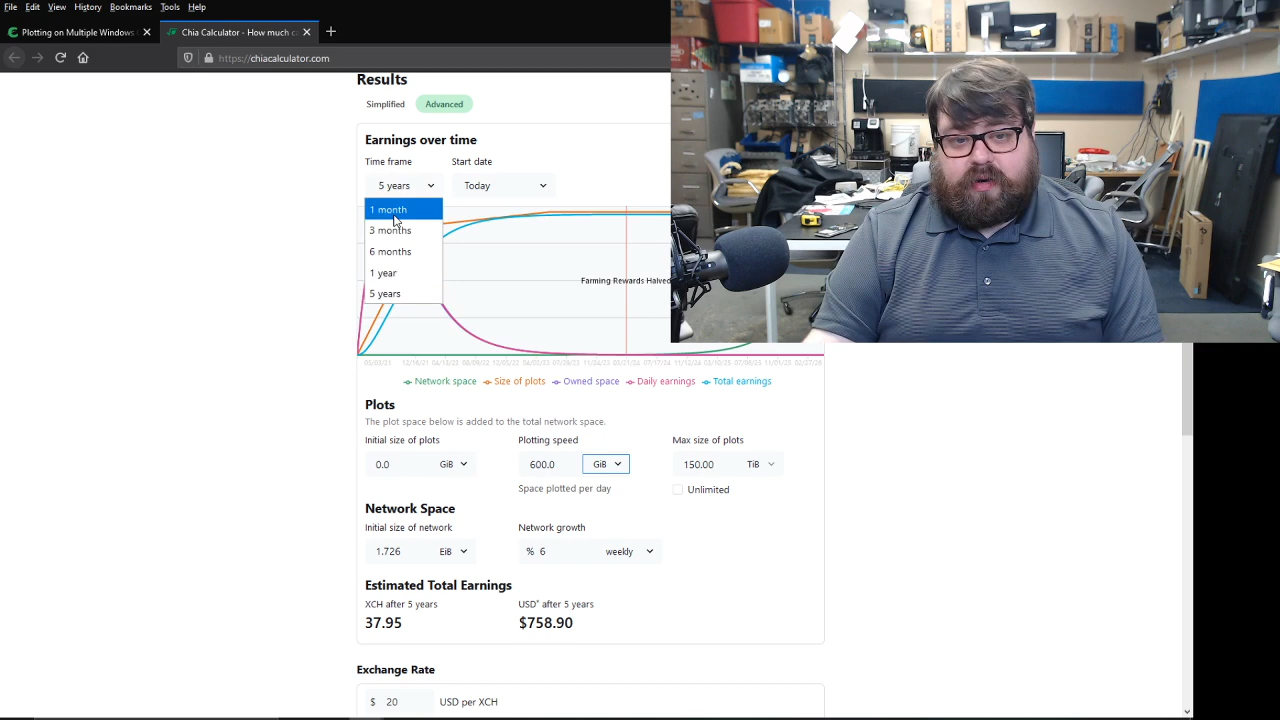 File Edit View History Bookmarks Tools Help
Plotting on Multiple Windows
Chia Calculator - How much c
https://chiacalculator.com
Results
Simplified Advanced
Earnings over time
Time frame Start date
5 years Today
1 month
3 months
6 months
1 year
5 years
Farming Rewards Halved
Network space Size of plots Owned space Daily earnings Total earnings
Plots
The plot space below is added to the total network space.
Initial size of plots Plotting speed Max size of plots
0.0 GiB 600.0 GiB 150.00 TiB
Space plotted per day Unlimited
Network Space
Initial size of network Network growth
1.726 EiB % 6 weekly
Estimated Total Earnings
XCH after 5 years USD* after 5 years
37.95 $758.90
Exchange Rate
$ 20 USD per XCH